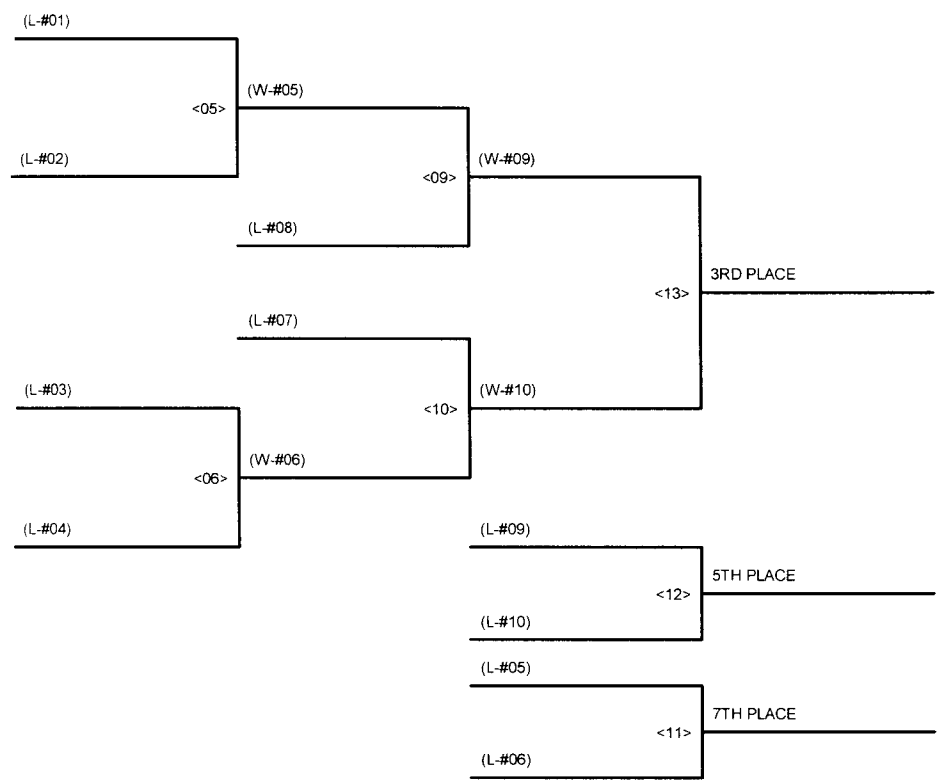 (L-#01)
(W-#05)
<05>
(L-#02)
(W-#09)
<09>
(L-#08)
3RD PLACE
<13>
(L-#07)
(L-#03)
(W-#10)
<10>
(W-#06)
<06>
(L-#04)
(L-#09)
5TH PLACE
<12>
(L-#10)
(L-#05)
7TH PLACE
<11>
(L-#06)